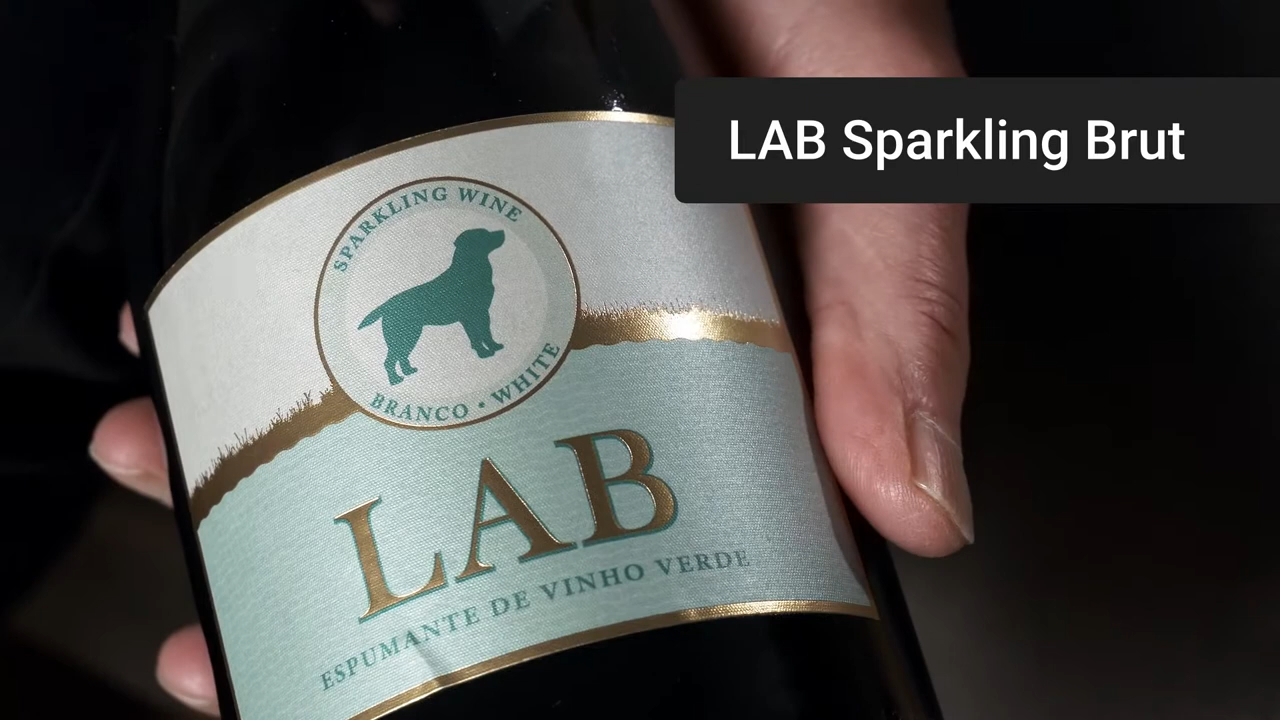 LAB Sparkling Brut
SPARKLING WINE
BRANCO • WHITE
LAB
ESPUMANTE DE VINHO VERDE